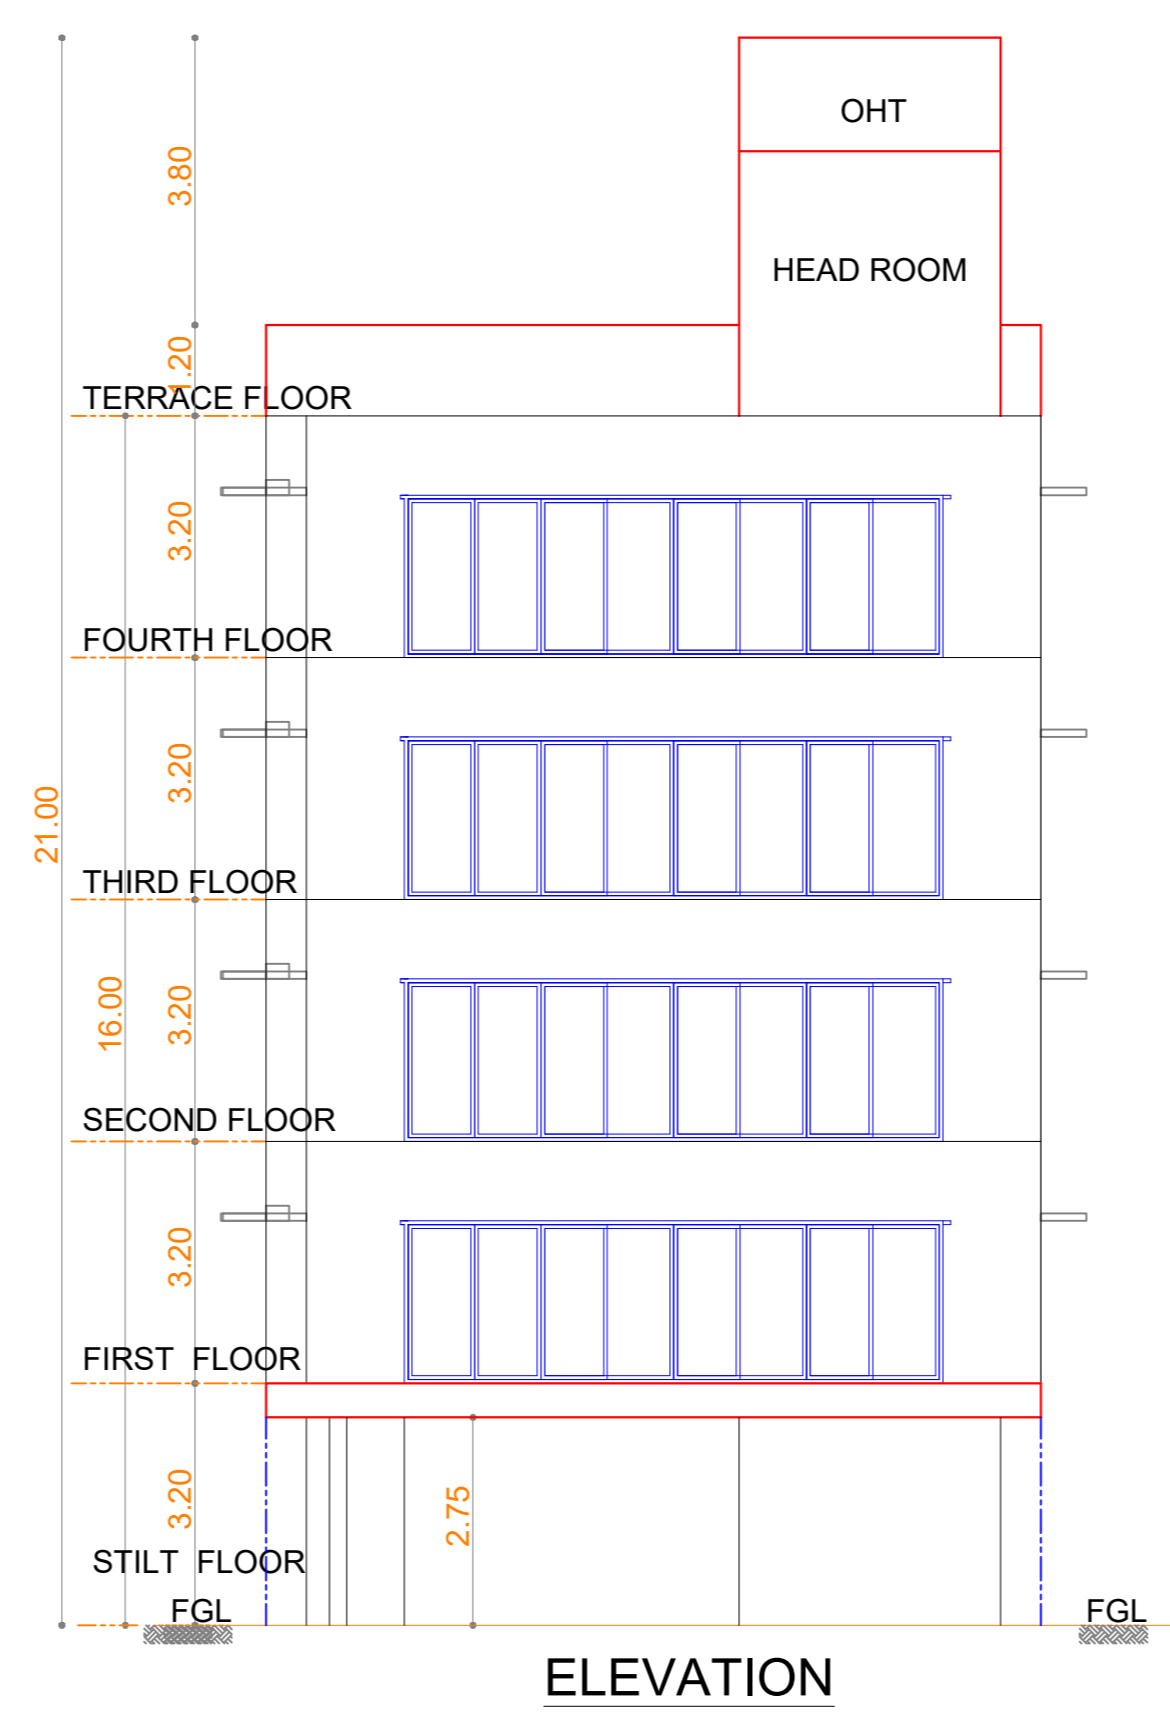 OHT
3.80
HEAD ROOM
1.20
TERRACE FLOOR
3.20
FOURTH FLOOR
3.20
21.00
THIRD FLOOR
16.00
3.20
SECOND FLOOR
3.20
FIRST FLOOR
3.20
2.75
STILT FLOOR
FGL
FGL
ELEVATION